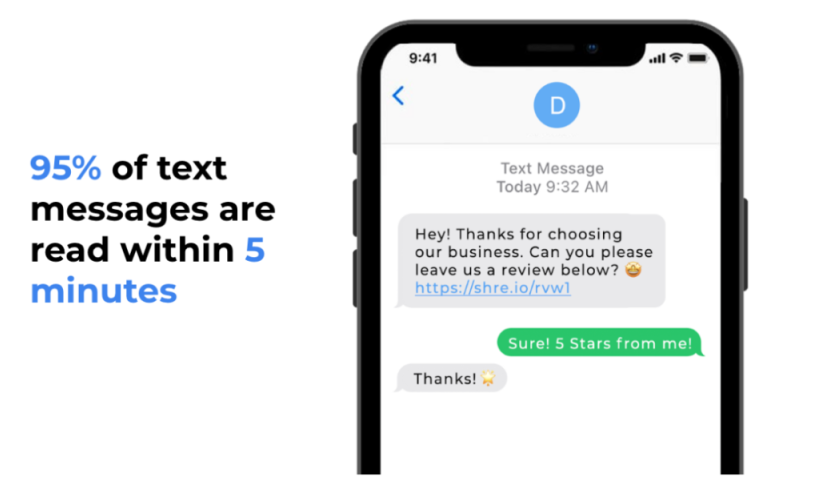 95% of text
messages are
read within 5
minutes
9:41
D
Text Message
Today 9:32 AM
Hey! Thanks for choosing
our business. Can you please
leave us a review below? 🤩
https://shre.io/rvw1
Sure! 5 Stars from me!
Thanks! 🌟